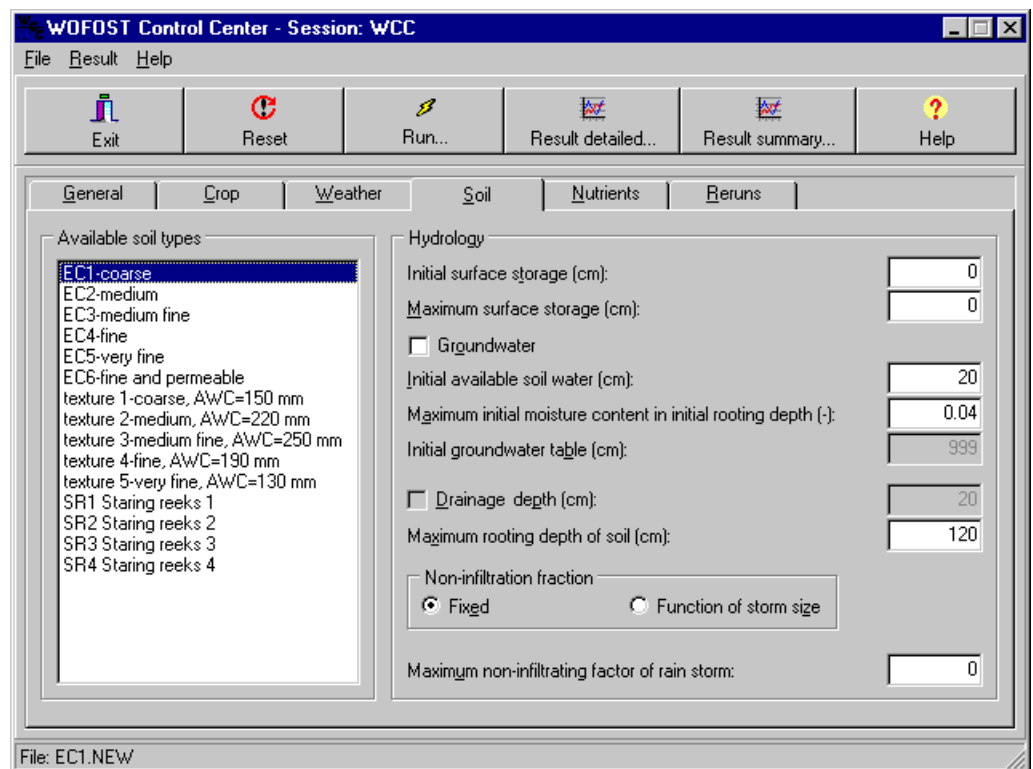 WOFOST Control Center - Session: WCC
File Result Help
Exit Reset Run... Result detailed... Result summary... Help
General Crop Weather Soil Nutrients Reruns
Available soil types
EC1-coarse
EC2-medium
EC3-medium fine
EC4-fine
EC5-very fine
EC6-fine and permeable
texture 1-coarse, AWC=150 mm
texture 2-medium, AWC=220 mm
texture 3-medium fine, AWC=250 mm
texture 4-fine, AWC=190 mm
texture 5-very fine, AWC=130 mm
SR1 Staring reeks 1
SR2 Staring reeks 2
SR3 Staring reeks 3
SR4 Staring reeks 4
Hydrology
Initial surface storage (cm): 0
Maximum surface storage (cm): 0
Groundwater
Initial available soil water (cm): 20
Maximum initial moisture content in initial rooting depth (-): 0.04
Initial groundwater table (cm): 999
Drainage depth (cm): 20
Maximum rooting depth of soil (cm): 120
Non-infiltration fraction
Fixed Function of storm size
Maximum non-infiltrating factor of rain storm: 0
File: EC1.NEW